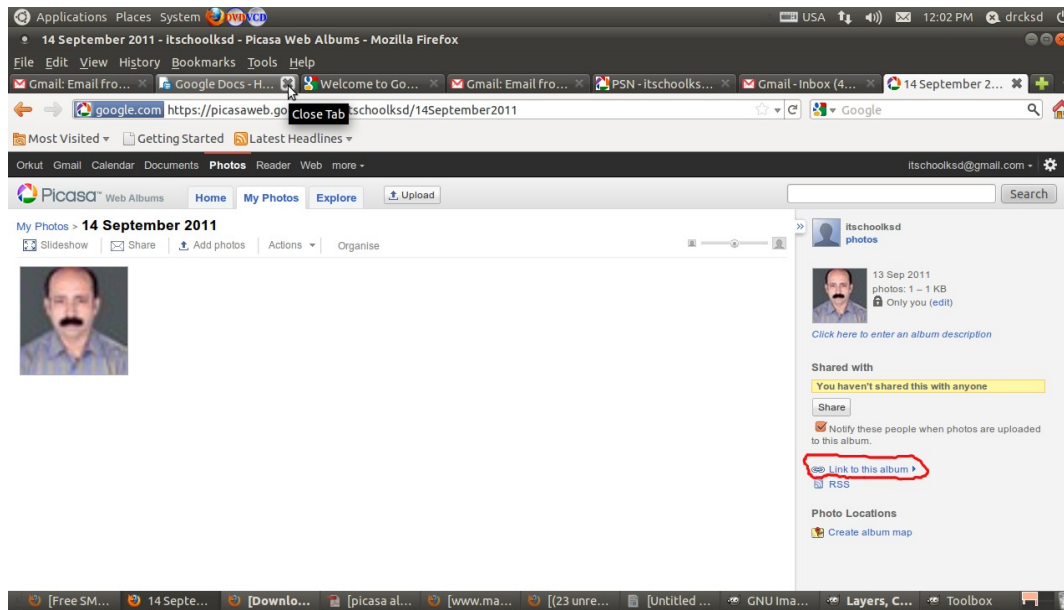 Applications Places System DVD VCD USA 12:02 PM drcksd
14 September 2011 - itschoolksd - Picasa Web Albums - Mozilla Firefox
File Edit View History Bookmarks Tools Help
Gmail: Email fro... Google Docs - H... Welcome to Go... Gmail: Email fro... PSN - itschoolks... Gmail - Inbox (4... 14 September 2...
google.com https://picasaweb.go tschoolksd/14September2011 Google
Close Tab
Most Visited Getting Started Latest Headlines
Orkut Gmail Calendar Documents Photos Reader Web more itschoolksd@gmail.com
Picasa™ Web Albums Home My Photos Explore Upload Search
My Photos > 14 September 2011
Slideshow Share Add photos Actions Organise
itschoolksd
photos
13 Sep 2011
photos: 1 – 1 KB
Only you (edit)
Click here to enter an album description
Shared with
You haven't shared this with anyone
Share
Notify these people when photos are uploaded
to this album.
Link to this album
RSS
Photo Locations
Create album map
[Free SM... 14 Septe... [Downlo... [picasa al... [www.ma... [(23 unre... [Untitled ... GNU Ima... Layers, C... Toolbox